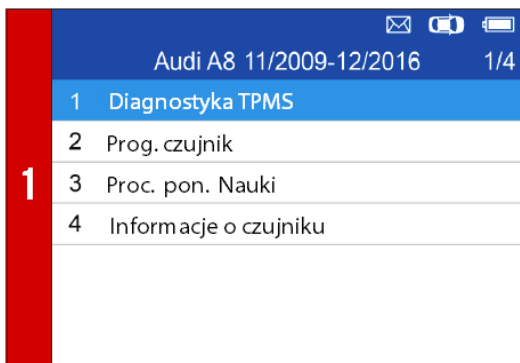 Audi A8 11/2009-12/2016 1/4
1
1 Diagnostyka TPMS
2 Prog. czujnik
3 Proc. pon. Nauki
4 Informacje o czujniku